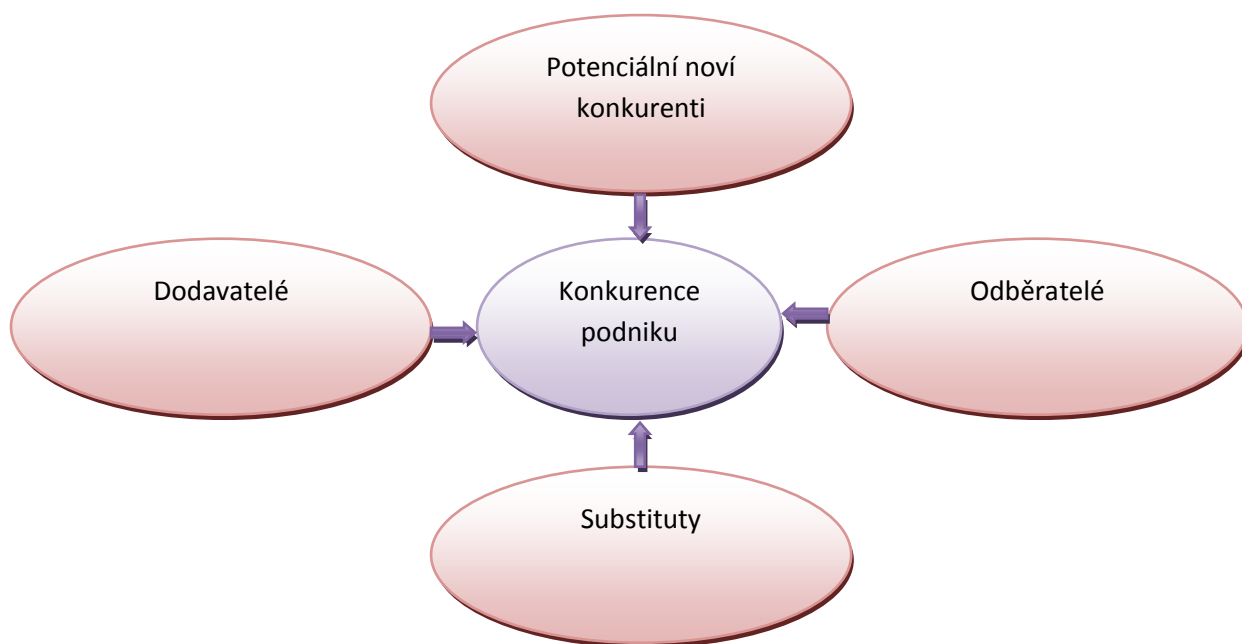 Potenciální noví
konkurenti
Dodavatelé
Konkurence
podniku
Odběratelé
Substituty